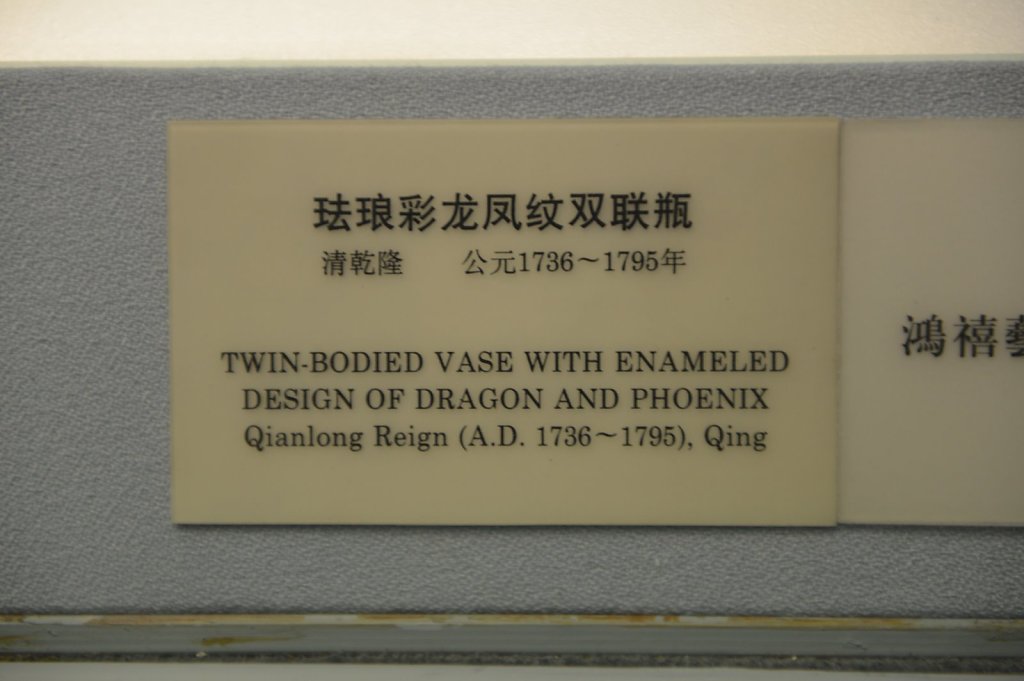 珐琅彩龙凤纹双联瓶
清乾隆 公元1736～1795年
TWIN-BODIED VASE WITH ENAMELED
DESIGN OF DRAGON AND PHOENIX
Qianlong Reign (A.D. 1736～1795), Qing
鴻禧